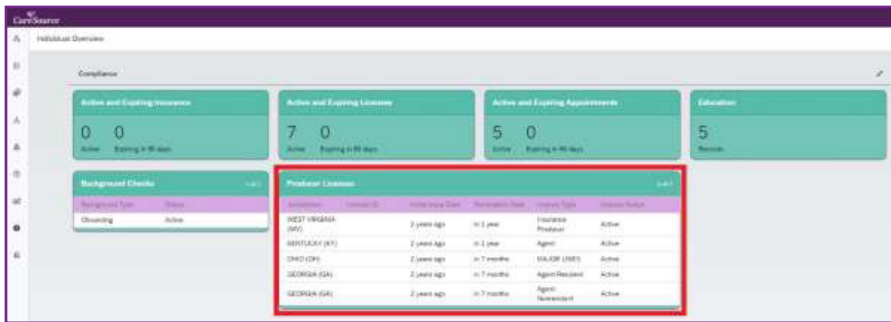 CareSource
Individual Overview
Compliance
Active and Expiring Insurance
0 0
Active Expiring in 90 days
Active and Expiring Licenses
7 0
Active Expiring in 90 days
Active and Expiring Appointments
5 0
Active Expiring in 90 days
Education
5
Records
Background Checks
Background Type Status
Onboarding Active
Producer Licenses
Jurisdiction License ID Initial Issue Date Termination Date License Type License Status
WEST VIRGINIA (WV) 2 years ago in 1 year Insurance Producer Active
KENTUCKY (KY) 2 years ago in 1 year Agent Active
OHIO (OH) 2 years ago in 7 months MAJOR LINES Active
GEORGIA (GA) 2 years ago in 7 months Agent Resident Active
GEORGIA (GA) 2 years ago in 7 months Agent Nonresident Active